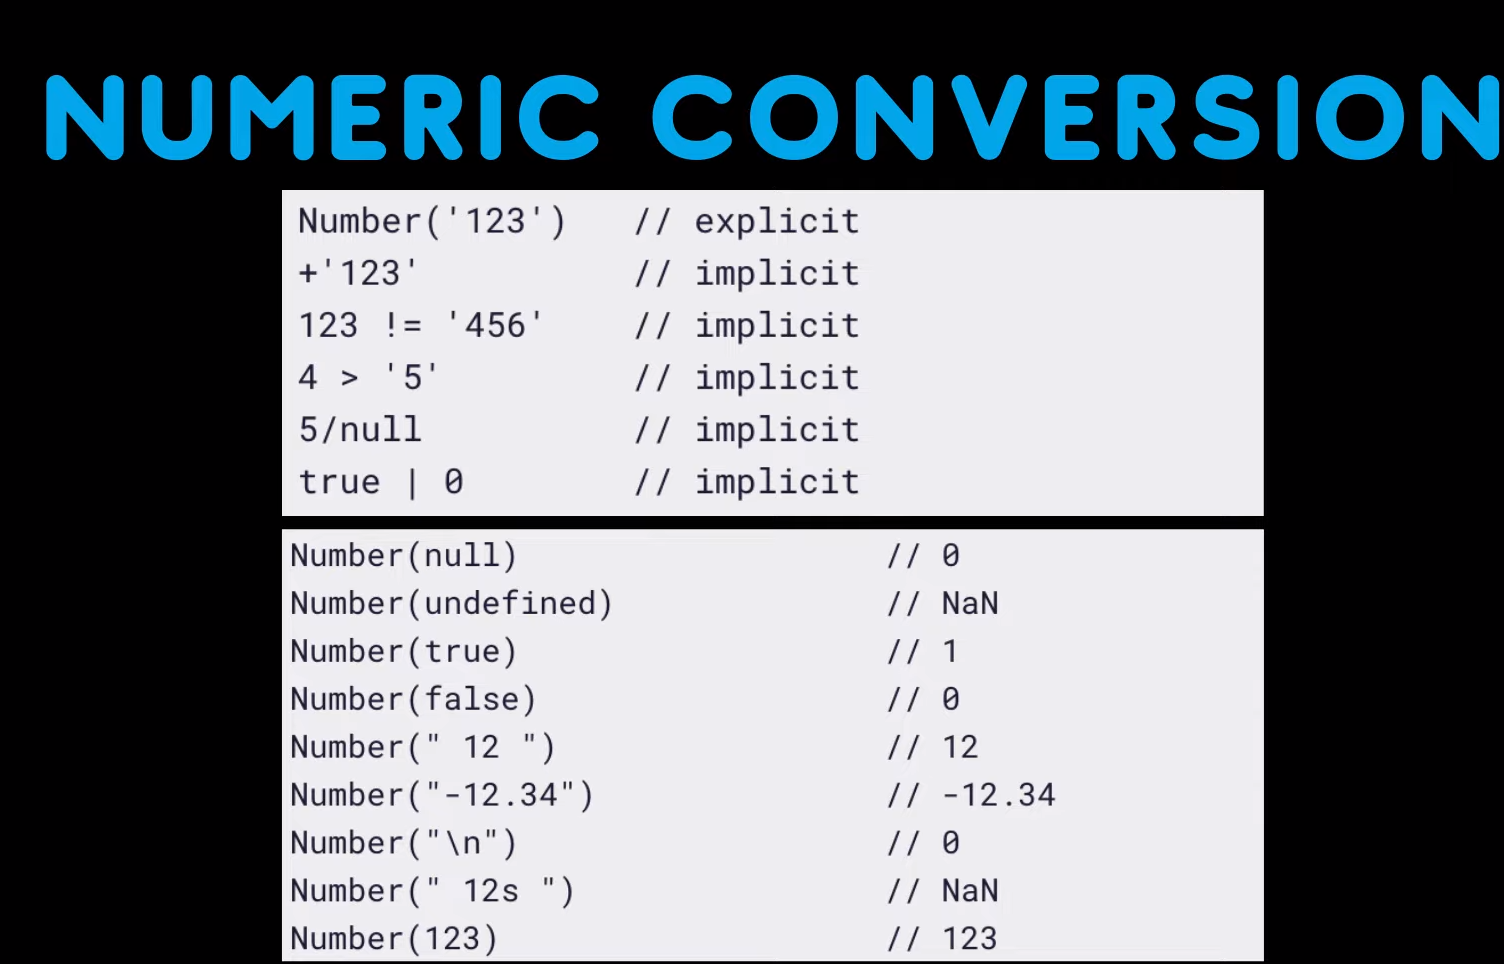 NUMERIC CONVERSION
Number('123')   // explicit
+'123'          // implicit
123 != '456'    // implicit
4 > '5'         // implicit
5/null          // implicit
true | 0        // implicit
Number(null)                   // 0
Number(undefined)              // NaN
Number(true)                   // 1
Number(false)                  // 0
Number(" 12 ")                 // 12
Number("-12.34")               // -12.34
Number("\n")                   // 0
Number(" 12s ")                // NaN
Number(123)                    // 123